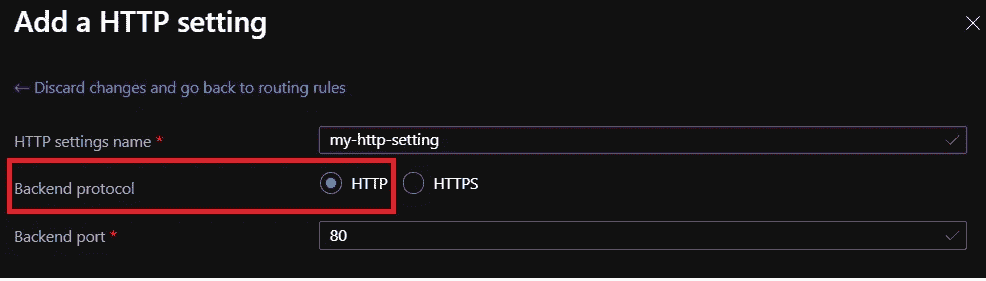 Add a HTTP setting
← Discard changes and go back to routing rules
HTTP settings name * my-http-setting
Backend protocol HTTP HTTPS
Backend port * 80